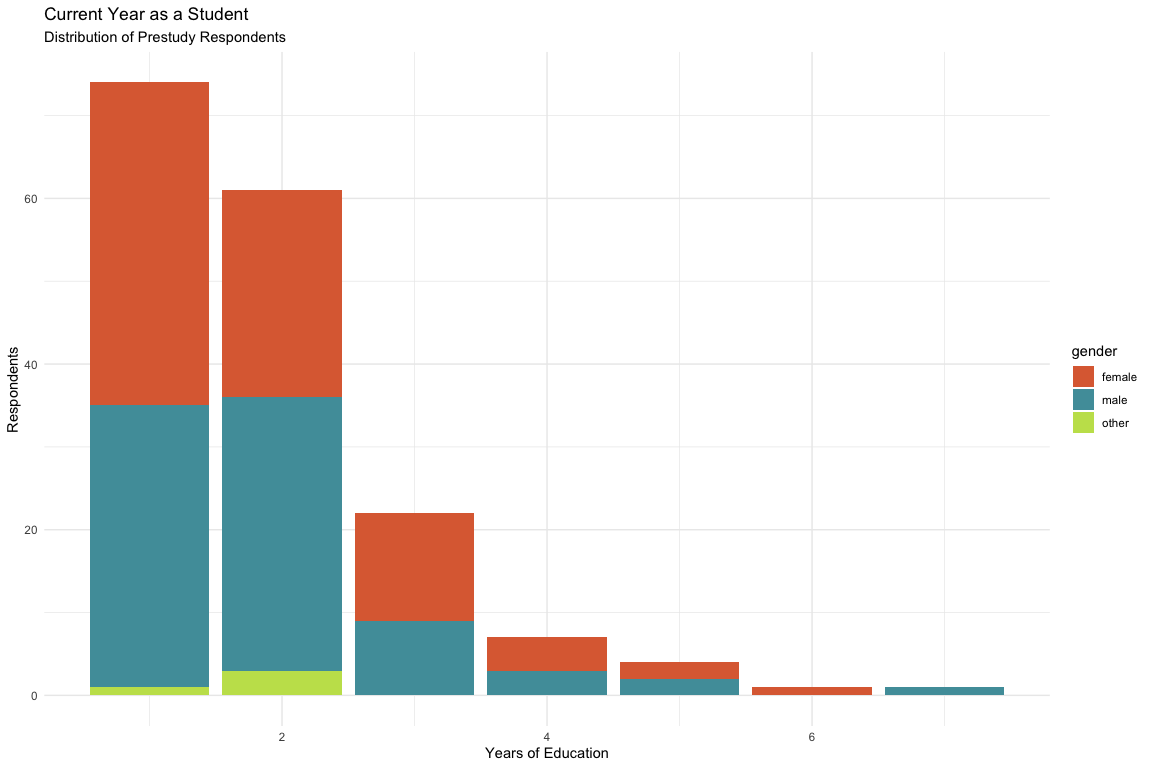 Current Year as a Student
Distribution of Prestudy Respondents
Respondents
60
40
20
0
2
4
6
Years of Education
gender
female
male
other